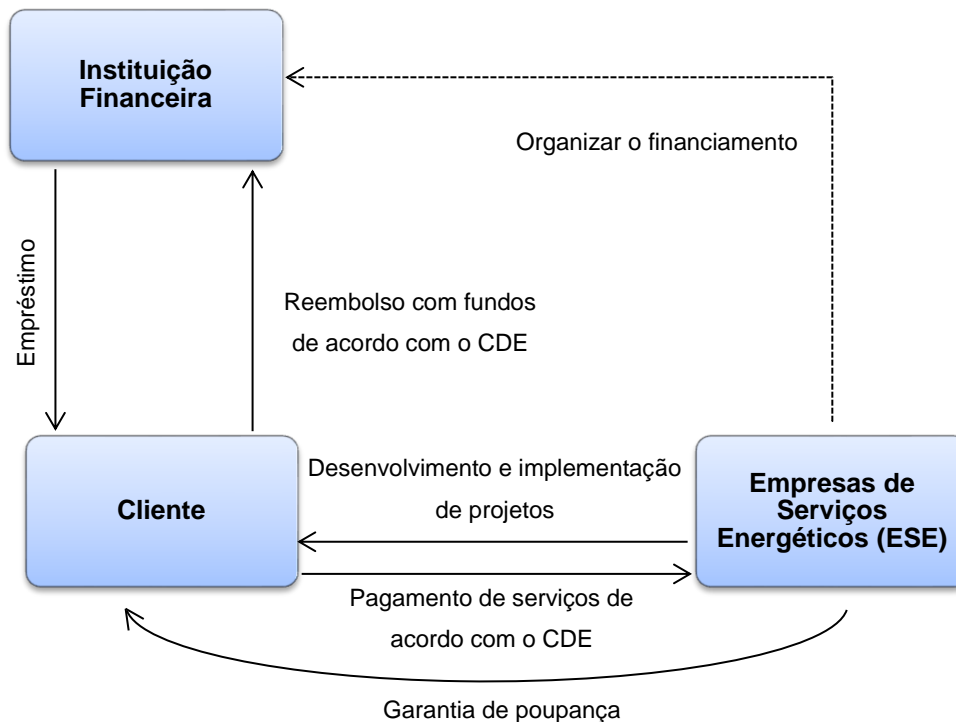 Instituição
Financeira
Organizar o financiamento
Empréstimo
Reembolso com fundos
de acordo com o CDE
Cliente
Desenvolvimento e implementação
de projetos
Empresas de
Serviços
Energéticos (ESE)
Pagamento de serviços de
acordo com o CDE
Garantia de poupança